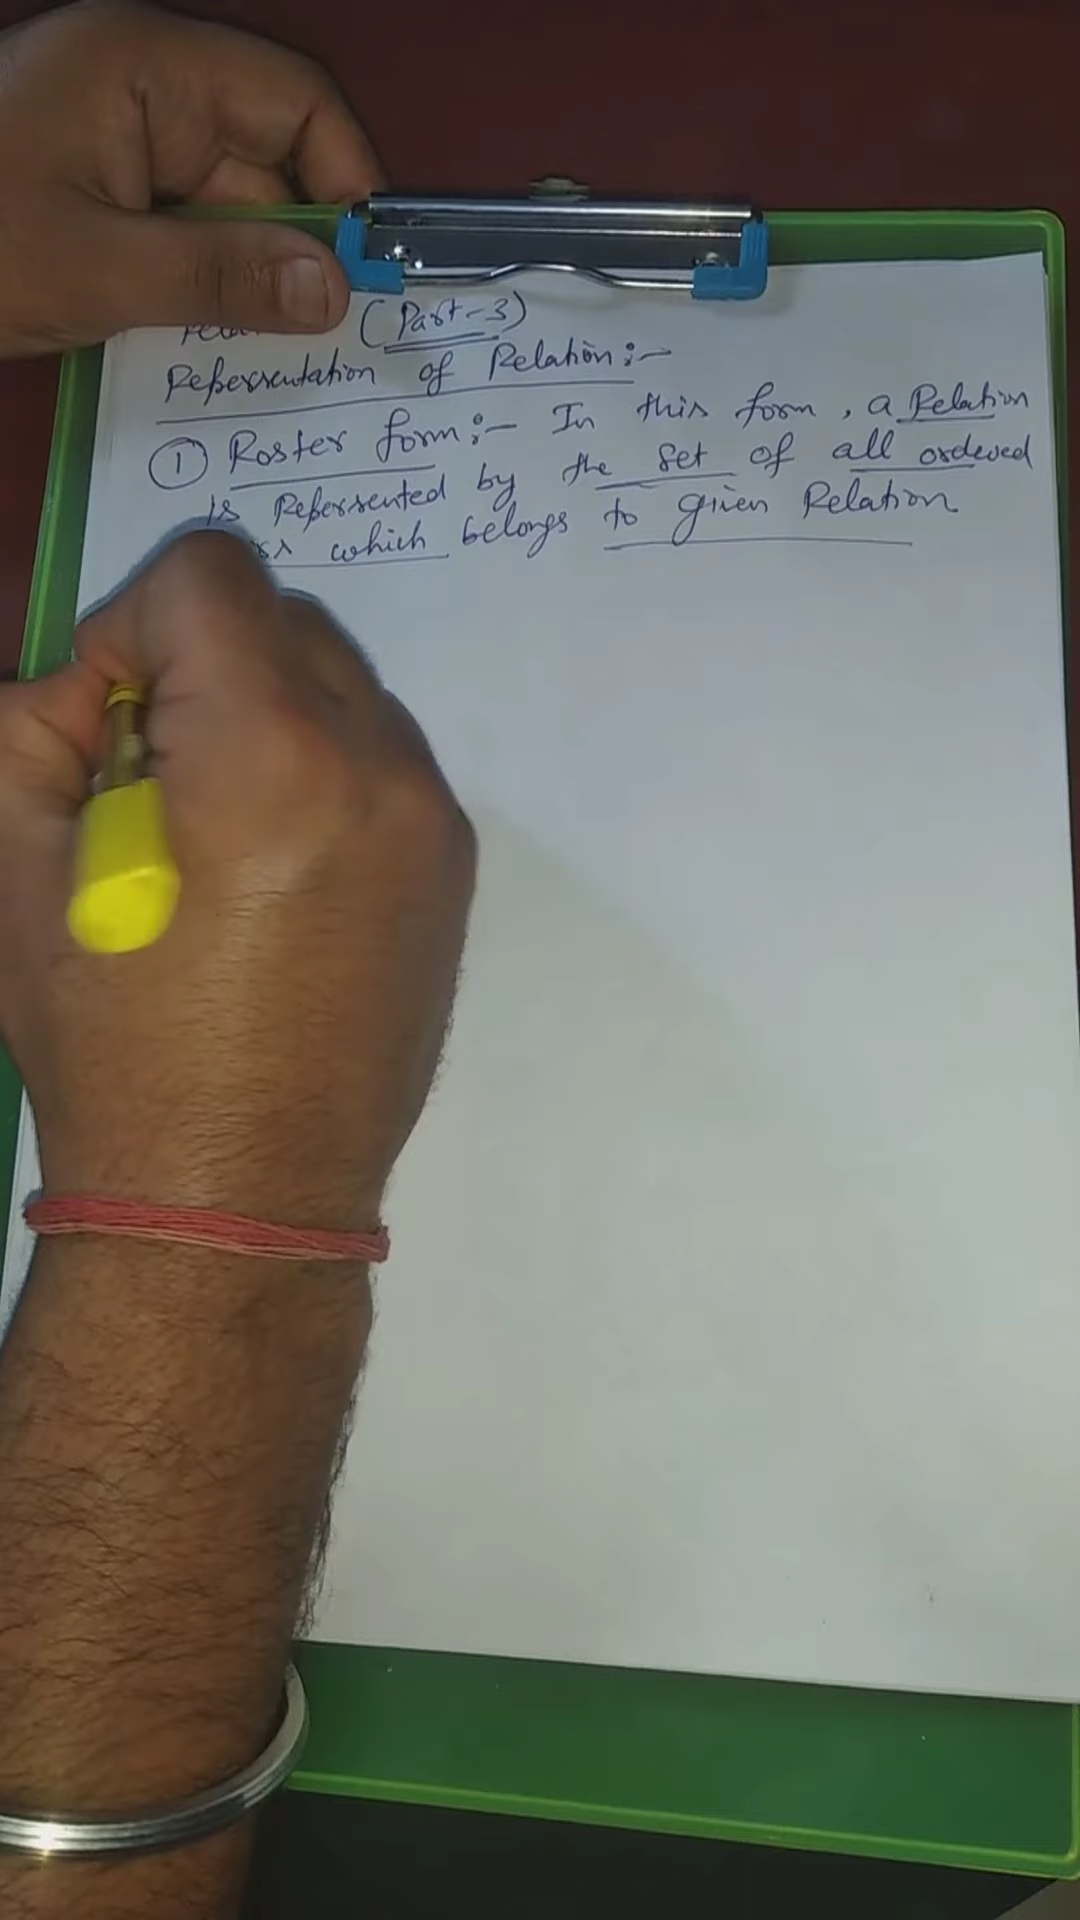 (Part-3)
Representation of Relation :-
① Roster form :- In this form, a Relation
is Represented by the set of all ordered
which belongs to given Relation